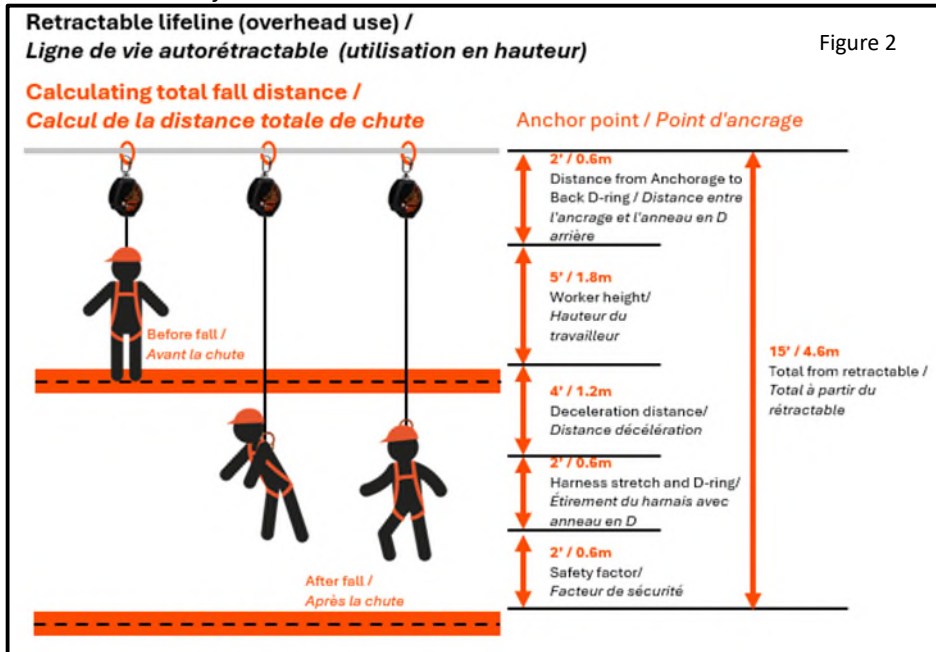 Retractable lifeline (overhead use) /
Ligne de vie autorétractable (utilisation en hauteur)
Figure 2
Calculating total fall distance /
Calcul de la distance totale de chute
Anchor point / Point d'ancrage
2' / 0.6m
Distance from Anchorage to
Back D-ring / Distance entre
l'ancrage et l'anneau en D
arrière
5' / 1.8m
Worker height/
Hauteur du
travailleur
Before fall /
Avant la chute
15' / 4.6m
Total from retractable /
Total à partir du
rétractable
4' / 1.2m
Deceleration distance/
Distance décélération
2' / 0.6m
Harness stretch and D-ring/
Étirement du harnais avec
anneau en D
2' / 0.6m
Safety factor/
Facteur de sécurité
After fall /
Après la chute